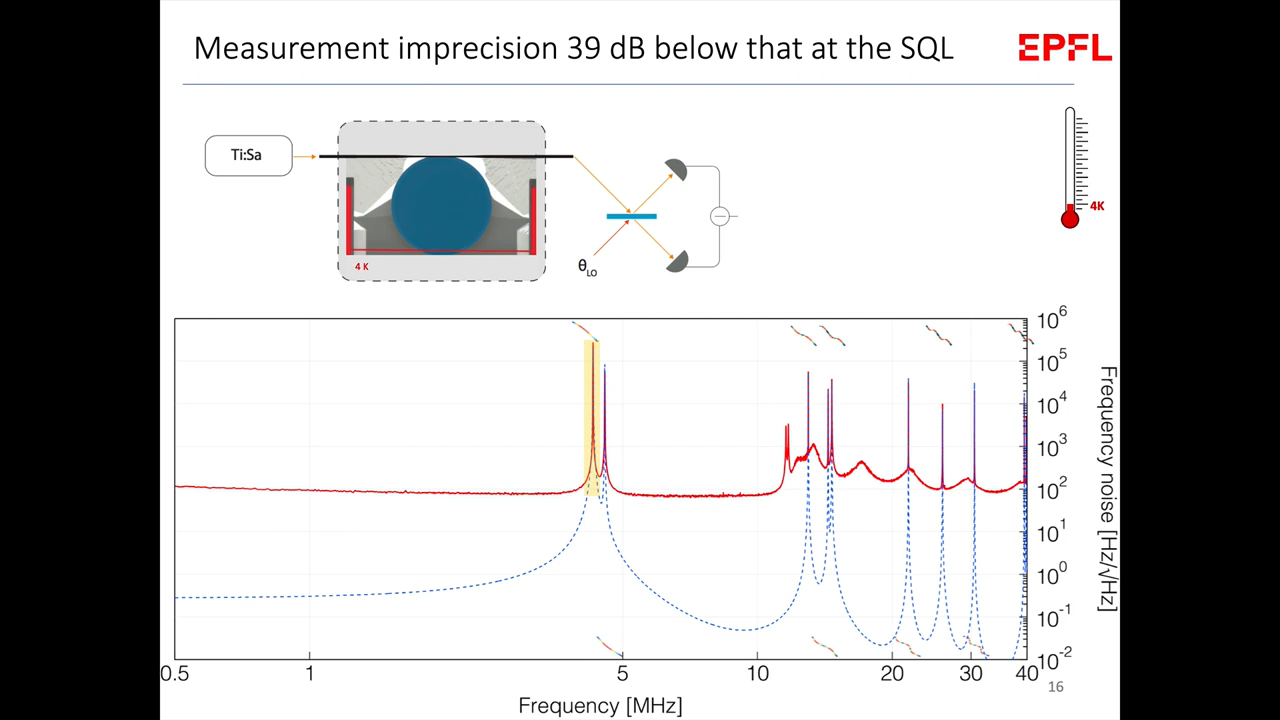 Measurement imprecision 39 dB below that at the SQL
EPFL
Ti:Sa
4 K
θLO
4K
10^6
10^5
10^4
10^3
10^2
10^1
10^0
10^-1
10^-2
Frequency noise [Hz/√Hz]
0.5 1 5 10 20 30 40
Frequency [MHz]
16